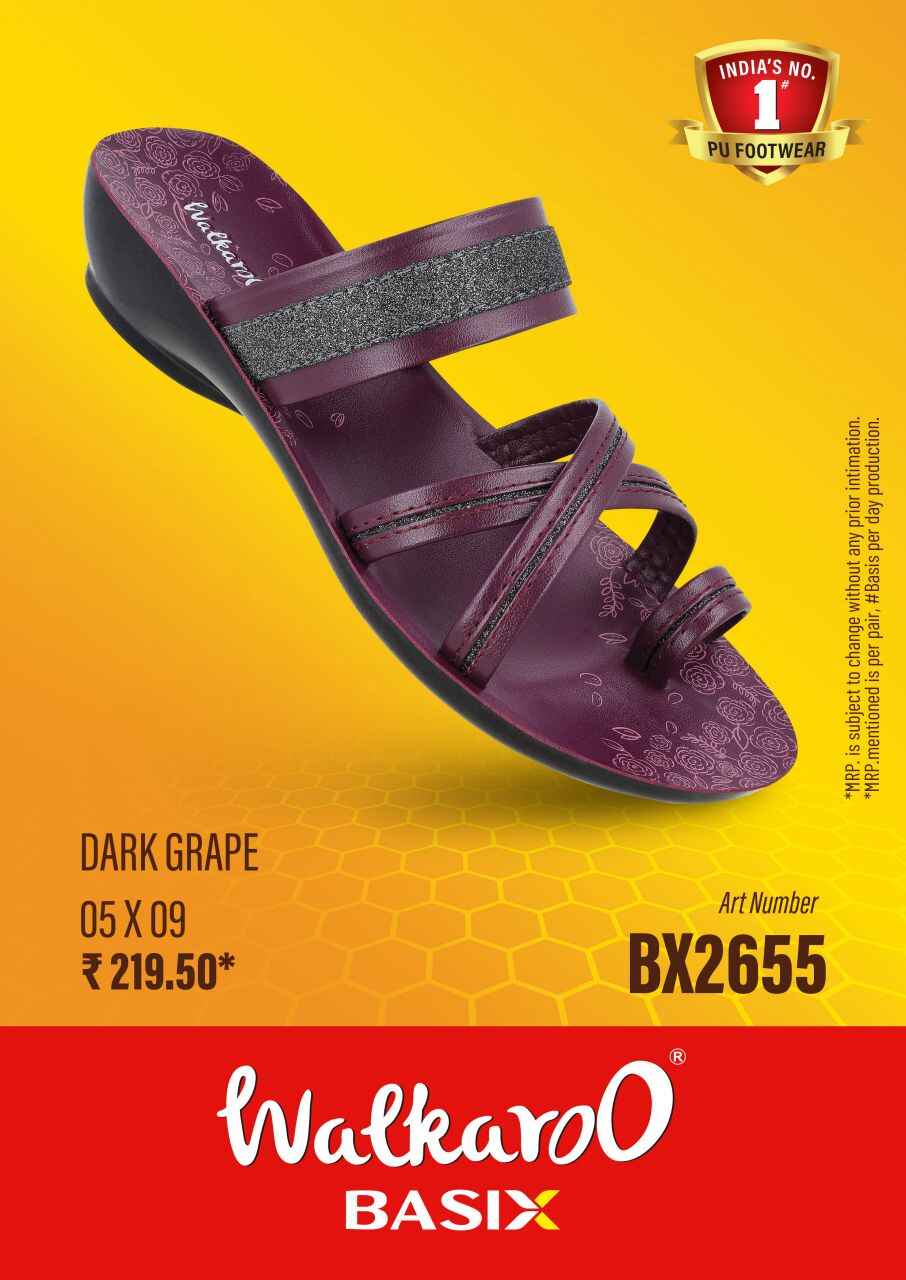 INDIA'S NO.
1#
PU FOOTWEAR
Walkaroo
*MRP. is subject to change without any prior intimation.
*MRP.mentioned is per pair, #Basis per day production.
DARK GRAPE
05 X 09
₹ 219.50*
Art Number
BX2655
Walkaroo®
BASIX